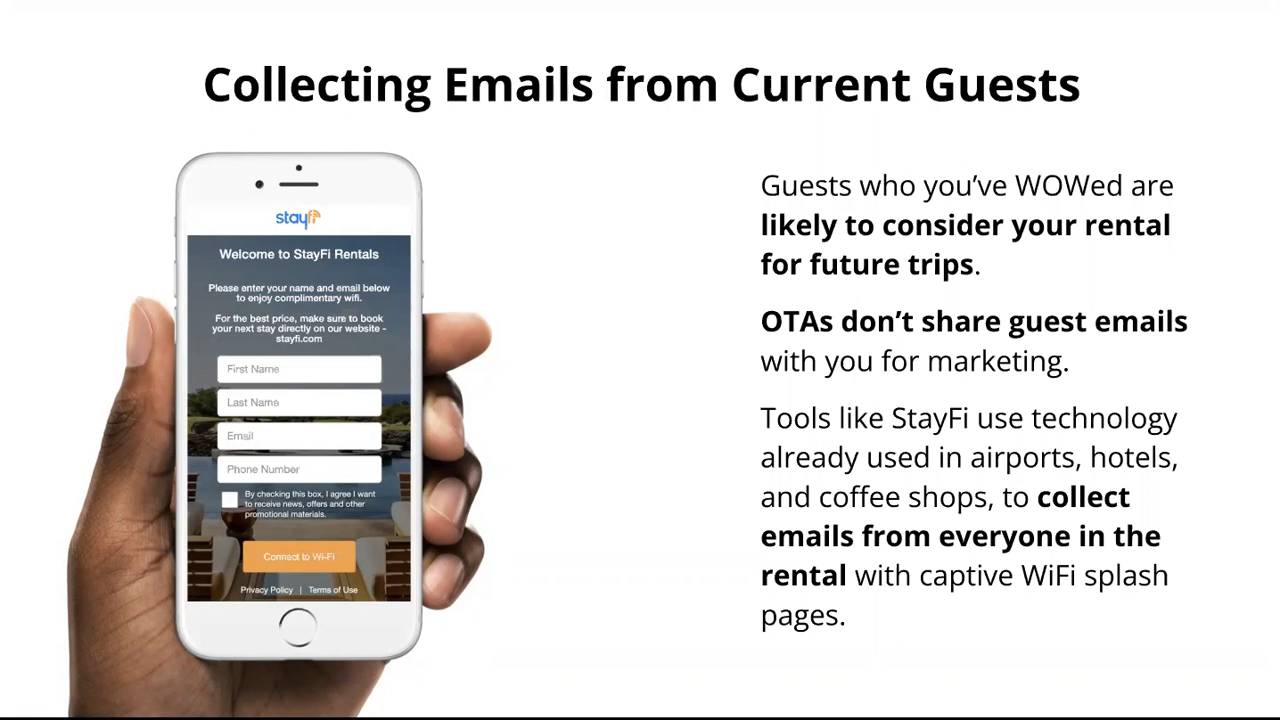 Collecting Emails from Current Guests
stayfi
Welcome to StayFi Rentals
Please enter your name and email below
to enjoy complimentary wifi.
For the best price, make sure to book
your next stay directly on our website -
stayfi.com
First Name
Last Name
Email
Phone Number
By checking this box, I agree I want
to receive news, offers and other
promotional materials.
Connect to Wi-Fi
Privacy Policy | Terms of Use
Guests who you’ve WOWed are
likely to consider your rental
for future trips.
OTAs don’t share guest emails
with you for marketing.
Tools like StayFi use technology
already used in airports, hotels,
and coffee shops, to collect
emails from everyone in the
rental with captive WiFi splash
pages.